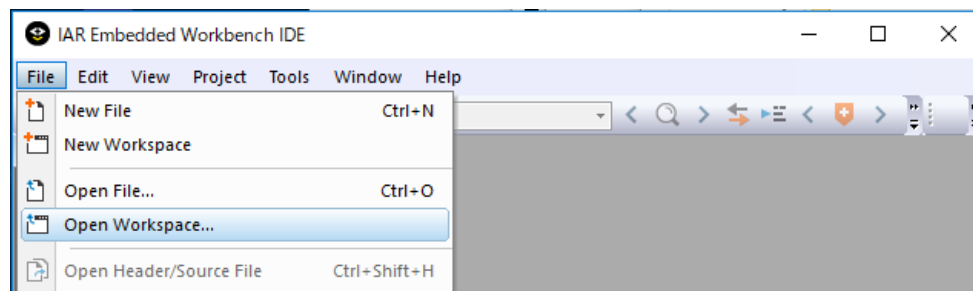 IAR Embedded Workbench IDE
File Edit View Project Tools Window Help
New File Ctrl+N
New Workspace
Open File... Ctrl+O
Open Workspace...
Open Header/Source File Ctrl+Shift+H